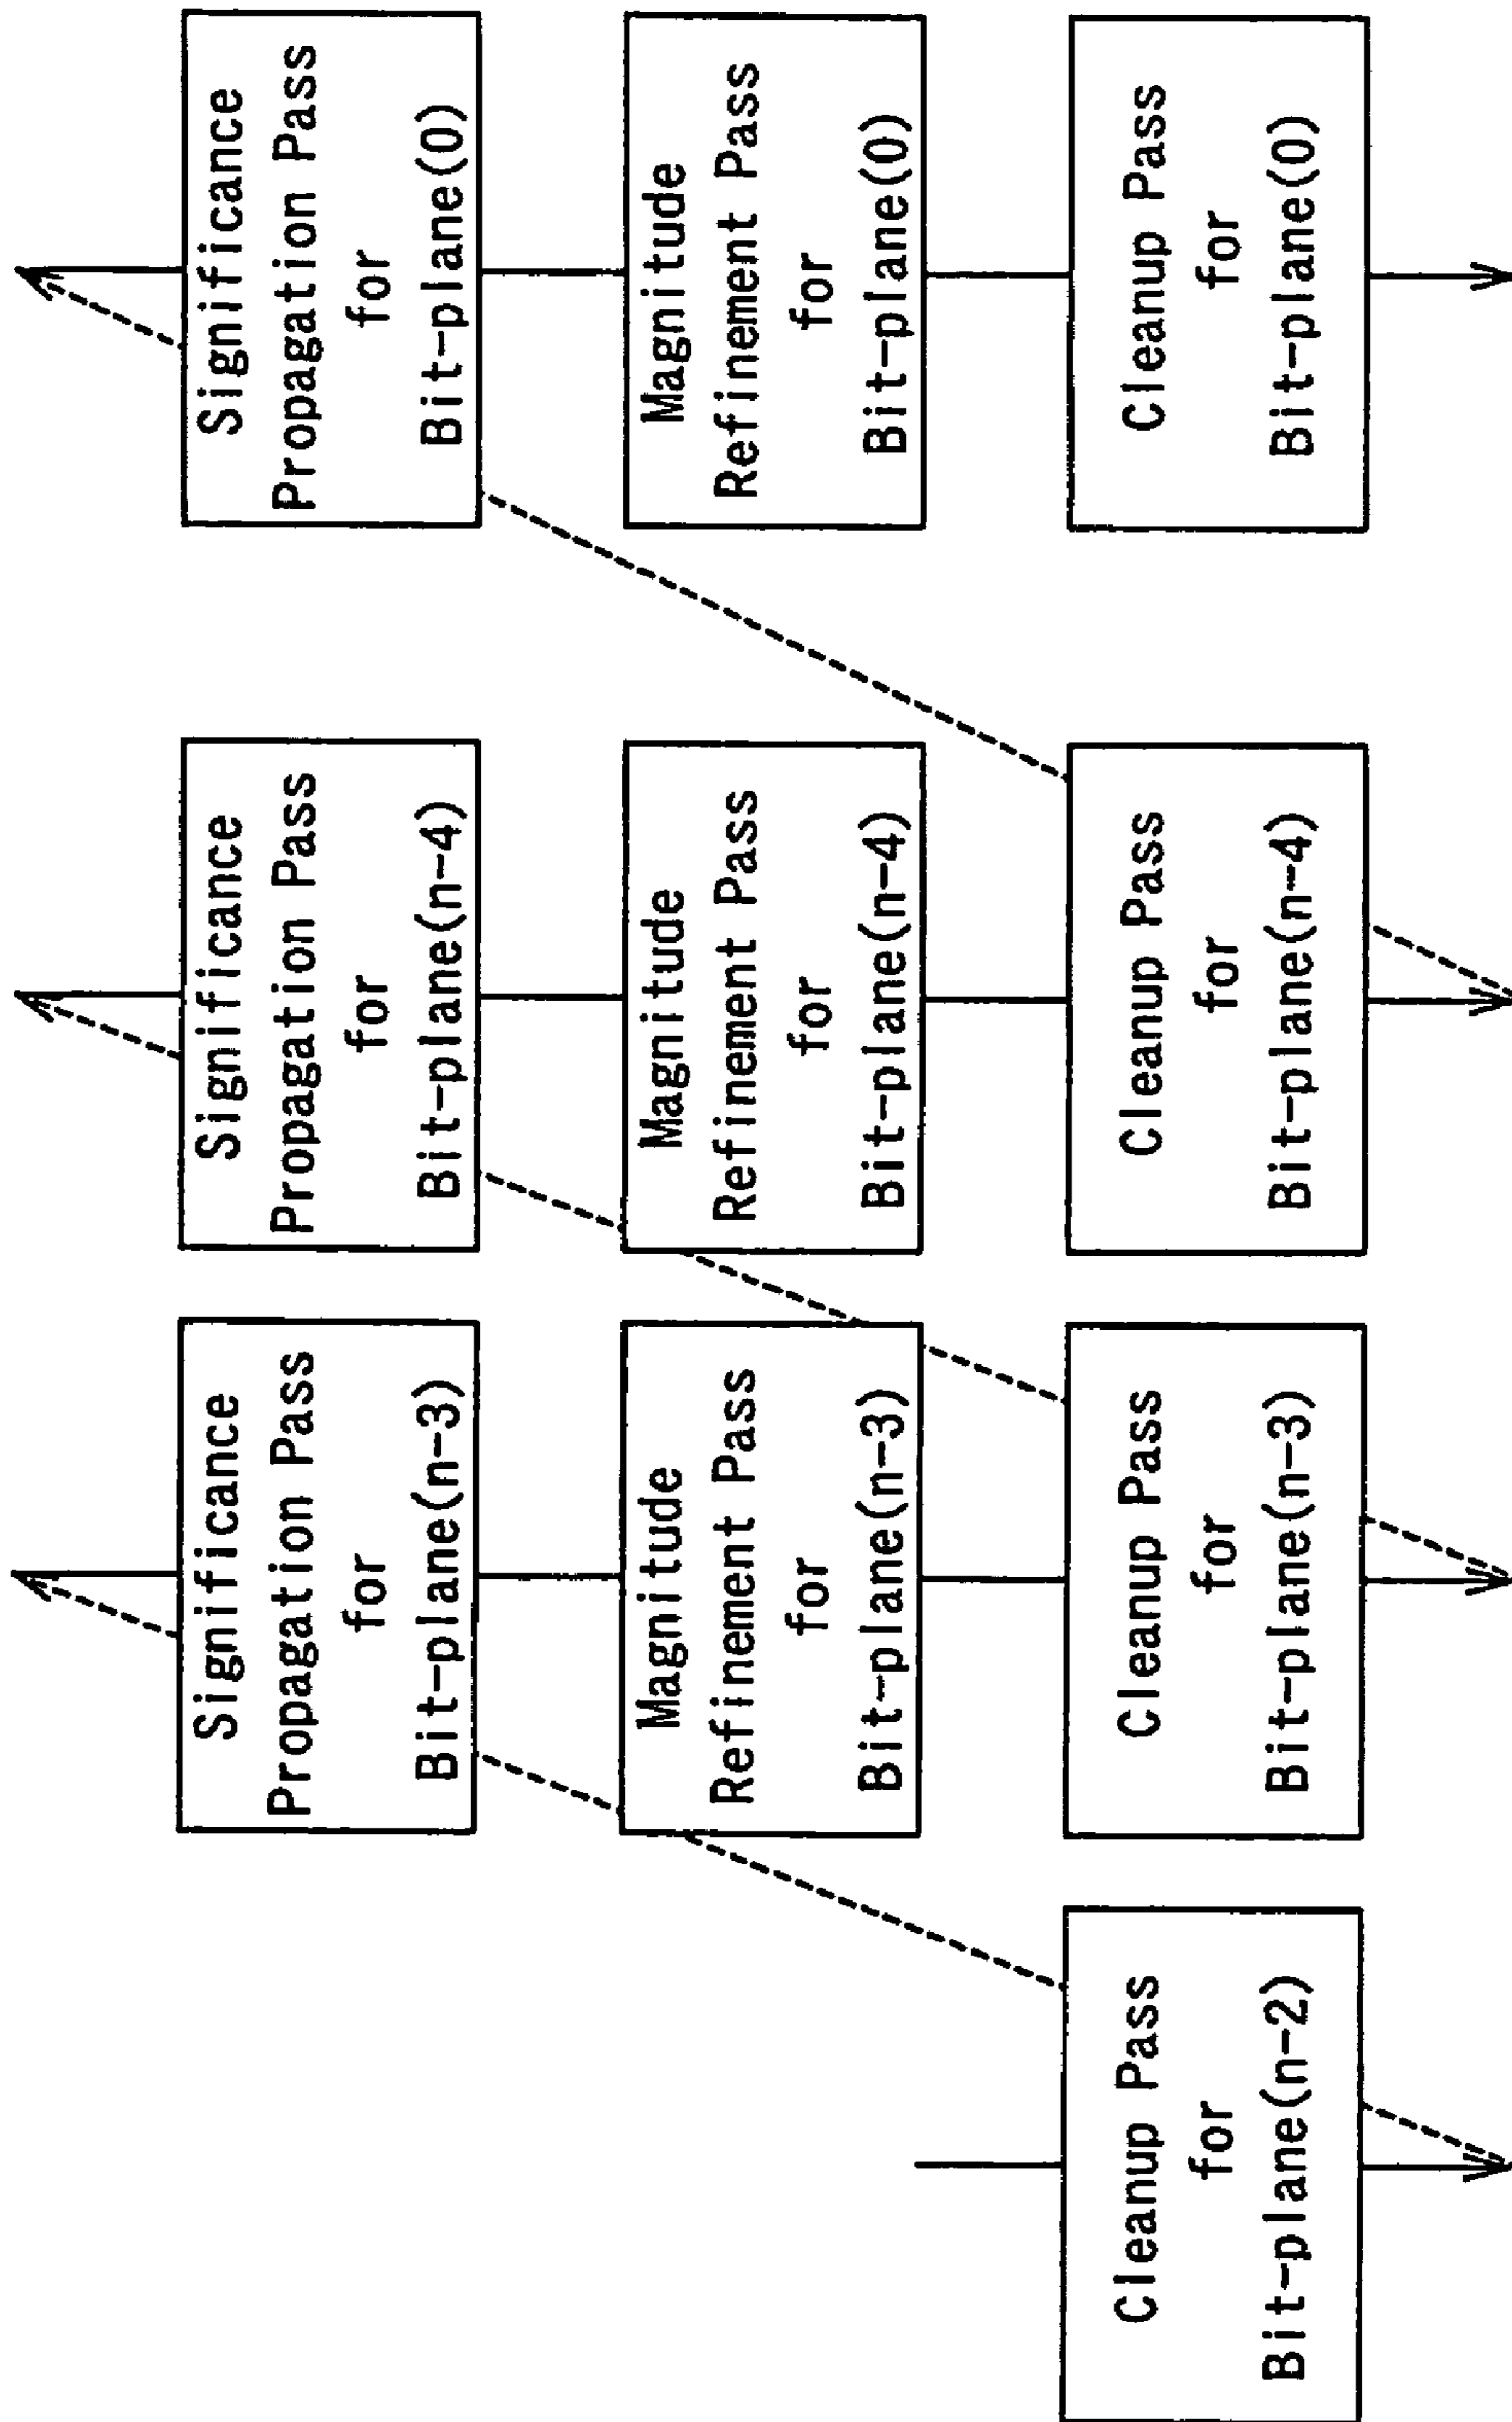 Cleanup Pass
for
Bit-plane(n-2)
Significance
Propagation Pass
for
Bit-plane(n-3)
Magnitude
Refinement Pass
for
Bit-plane(n-3)
Cleanup Pass
for
Bit-plane(n-3)
Significance
Propagation Pass
for
Bit-plane(n-4)
Magnitude
Refinement Pass
for
Bit-plane(n-4)
Cleanup Pass
for
Bit-plane(n-4)
Significance
Propagation Pass
for
Bit-plane(0)
Magnitude
Refinement Pass
for
Bit-plane(0)
Cleanup Pass
for
Bit-plane(0)